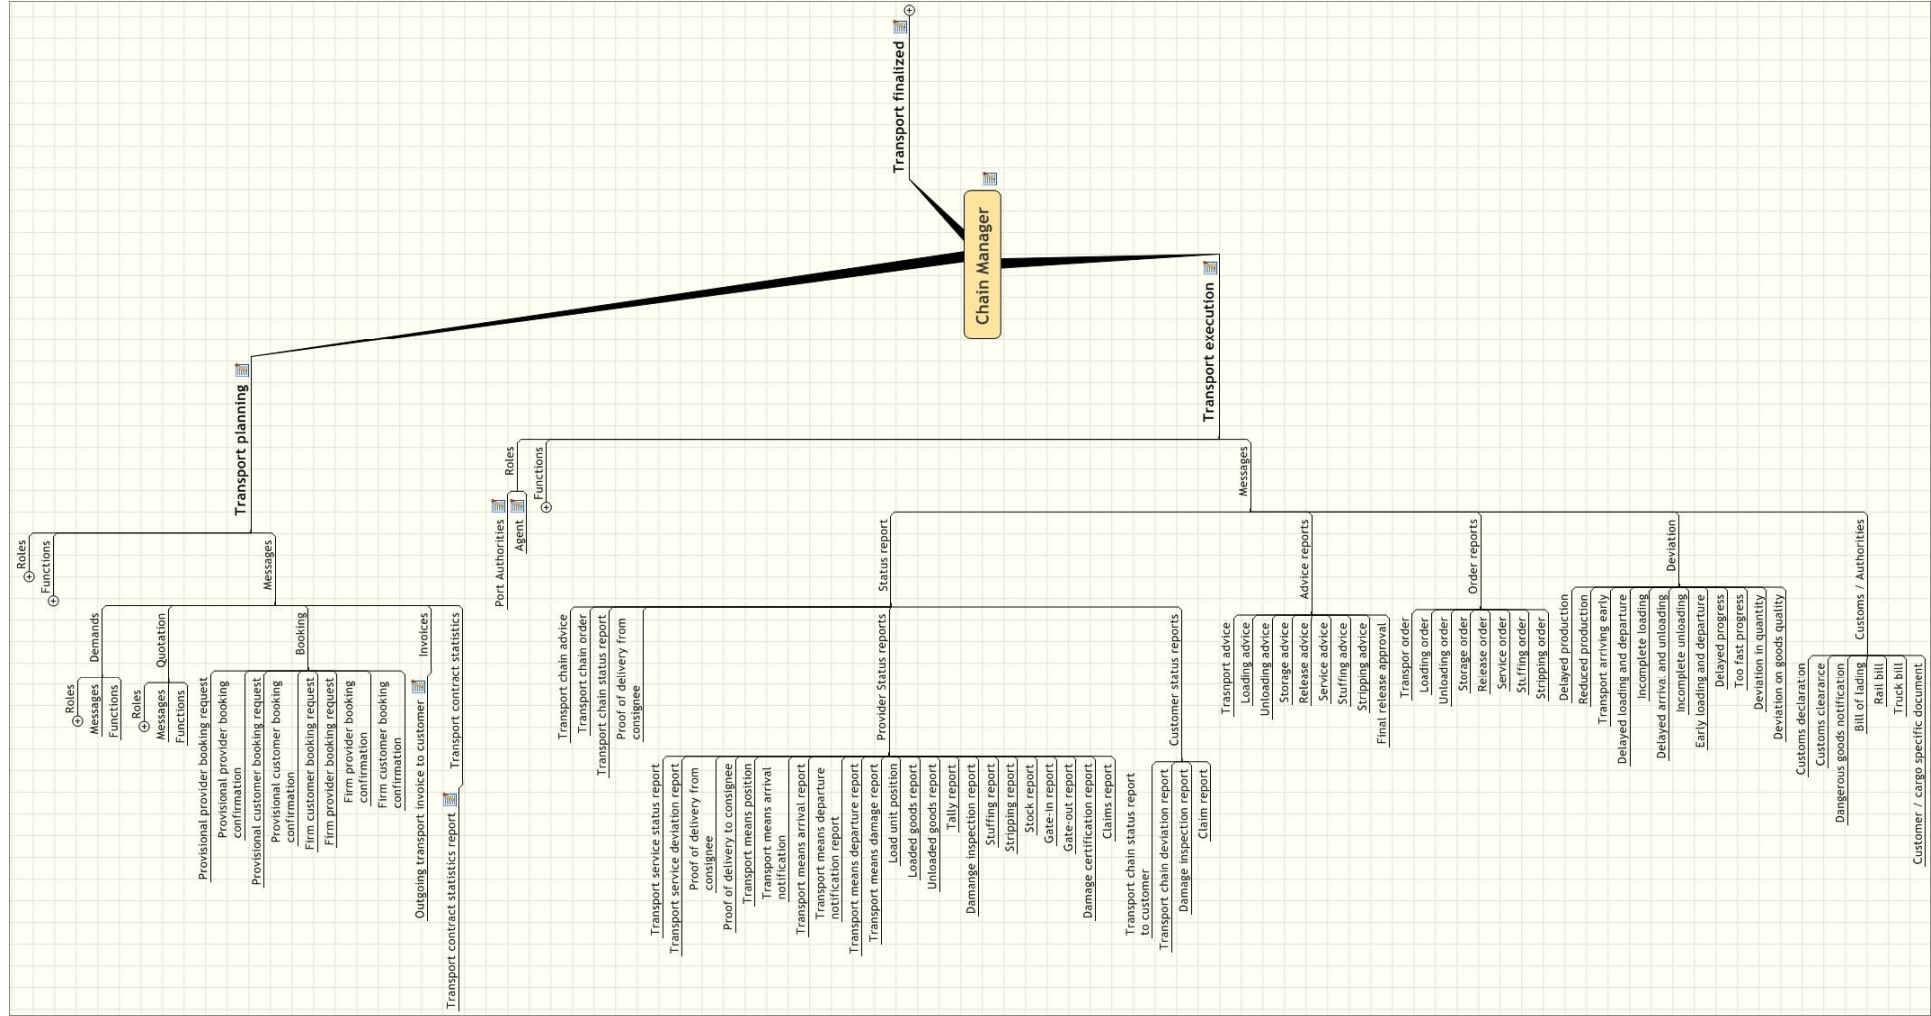 Transport finalized
Chain Manager
Transport planning
Roles
Functions
Messages
Demands
Roles
Messages
Functions
Quotation
Roles
Messages
Functions
Booking
Provisional provider booking request
Provisional provider booking
confirmation
Provisional customer booking request
Provisional customer booking
confirmation
Firm customer booking request
Firm provider booking request
Firm provider booking
confirmation
Firm customer booking
confirmation
Invoices
Outgoing transport invoice to customer
Transport contract statistics
Transport contract statistics report
Transport execution
Roles
Port Authorities
Agent
Functions
Messages
Status report
Transport chain advice
Transport chain order
Transport chain status report
Proof of delivery from
consignee
Provider Status reports
Transport service status report
Transport service deviation report
Proof of delivery from
consignee
Proof of delivery to consignee
Transport means position
Transport means arrival
notification
Transport means arrival report
Transport means departure
notification report
Transport means departure report
Transport means damage report
Load unit position
Loaded goods report
Unloaded goods report
Tally report
Damange inspection report
Stuffing report
Stripping report
Stock report
Gate-in report
Gate-out report
Damage certification report
Claims report
Customer status reports
Transport chain status report
to customer
Transport chain deviation report
Damage inspection report
Claim report
Advice reports
Trasnport advice
Loading advice
Unloading advice
Storage advice
Release advice
Service advice
Stuffing advice
Stripping advice
Final release approval
Order reports
Transpor order
Loading order
Unloading order
Storage order
Release order
Service order
Stuffing order
Stripping order
Deviation
Delayed production
Reduced production
Transport arriving early
Delayed loading and departure
Incomplete loading
Delayed arrival and unloading
Incomplete unloading
Early loading and departure
Delayed progress
Too fast progress
Deviation in quantity
Deviation on goods quality
Customs / Authorities
Customs declaration
Customs clearance
Dangerous goods notification
Bill of lading
Rail bill
Truck bill
Customer / cargo specific document